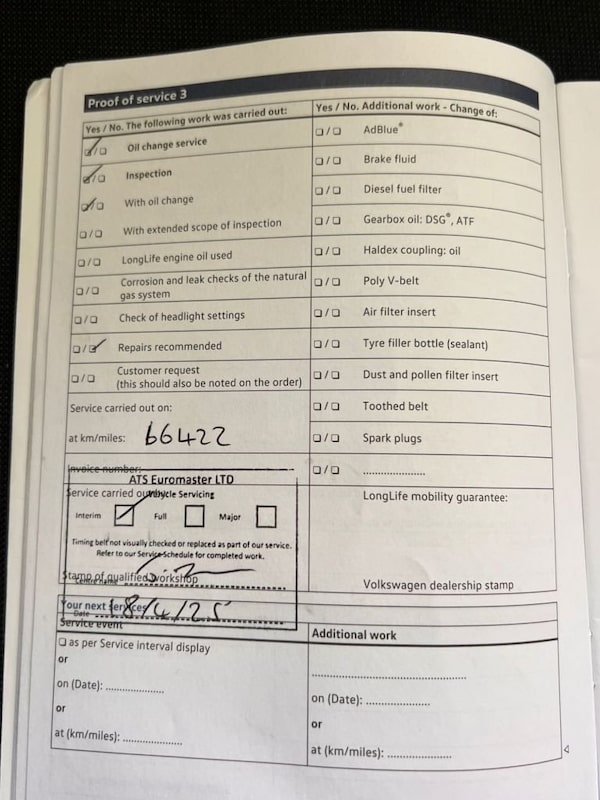 Proof of service 3
Yes / No. The following work was carried out:
☑/☐ Oil change service
☑/☐ Inspection
☑/☐ With oil change
☐/☐ With extended scope of inspection
☐/☐ LongLife engine oil used
☐/☐ Corrosion and leak checks of the natural
gas system
☐/☐ Check of headlight settings
☐/☑ Repairs recommended
☐/☐ Customer request
(this should also be noted on the order)
Service carried out on:
at km/miles: 66422
Invoice number:
ATS Euromaster LTD
Service carried out by:
Vehicle Servicing
Interim ☑ Full ☐ Major ☐
Timing belt not visually checked or replaced as part of our service.
Refer to our Service Schedule for completed work.
Stamp of qualified workshop
Centre name
Your next services
Date 18/4/25
Service event
☐ as per Service interval display
or
on (Date): ....................
or
at (km/miles): ....................
Yes / No. Additional work - Change of:
☐/☐ AdBlue®
☐/☐ Brake fluid
☐/☐ Diesel fuel filter
☐/☐ Gearbox oil: DSG®, ATF
☐/☐ Haldex coupling: oil
☐/☐ Poly V-belt
☐/☐ Air filter insert
☐/☐ Tyre filler bottle (sealant)
☐/☐ Dust and pollen filter insert
☐/☐ Toothed belt
☐/☐ Spark plugs
☐/☐ ....................
LongLife mobility guarantee:
Volkswagen dealership stamp
Additional work
........................................
on (Date): ....................
or
at (km/miles): ....................